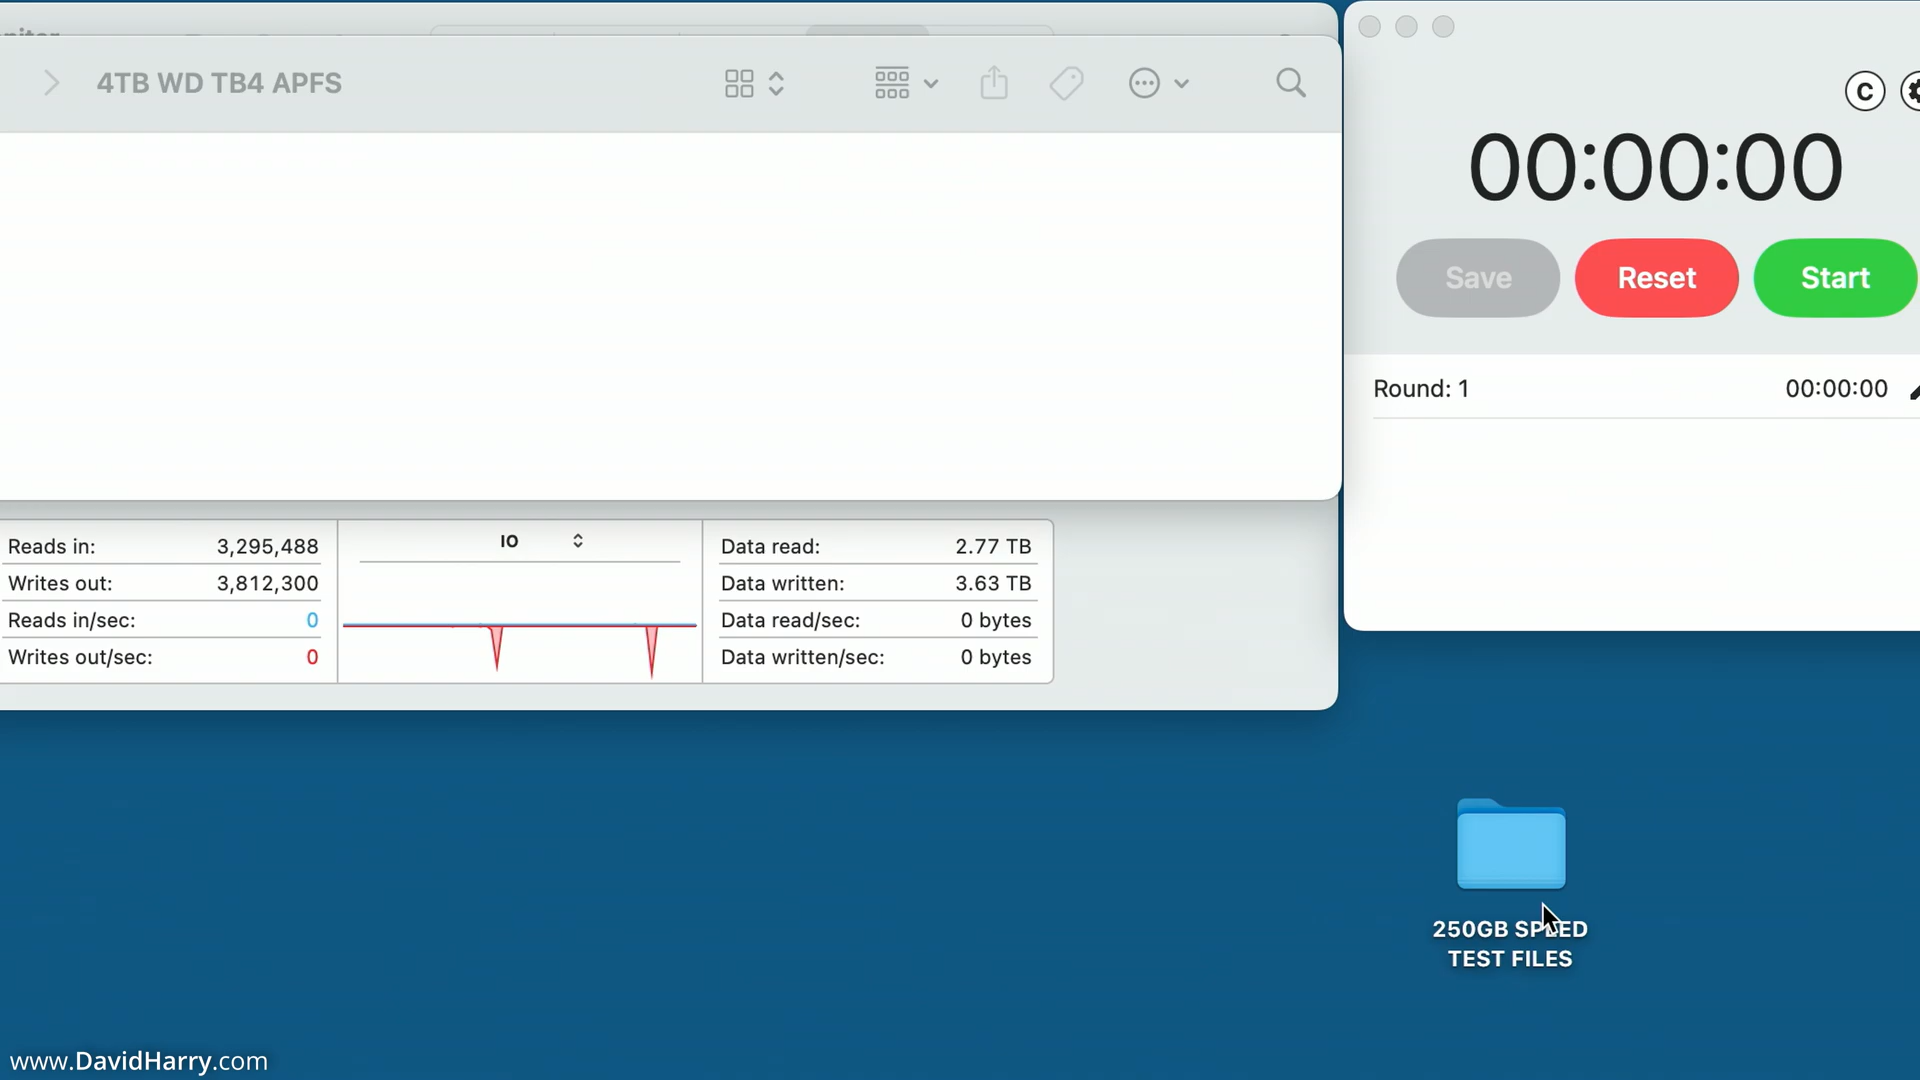 4TB WD TB4 APFS
C
00:00:00
Save
Reset
Start
Round: 1
00:00:00
Reads in:
3,295,488
Writes out:
3,812,300
Reads in/sec:
0
Writes out/sec:
0
IO
Data read:
2.77 TB
Data written:
3.63 TB
Data read/sec:
0 bytes
Data written/sec:
0 bytes
250GB SPEED
TEST FILES
www.DavidHarry.com